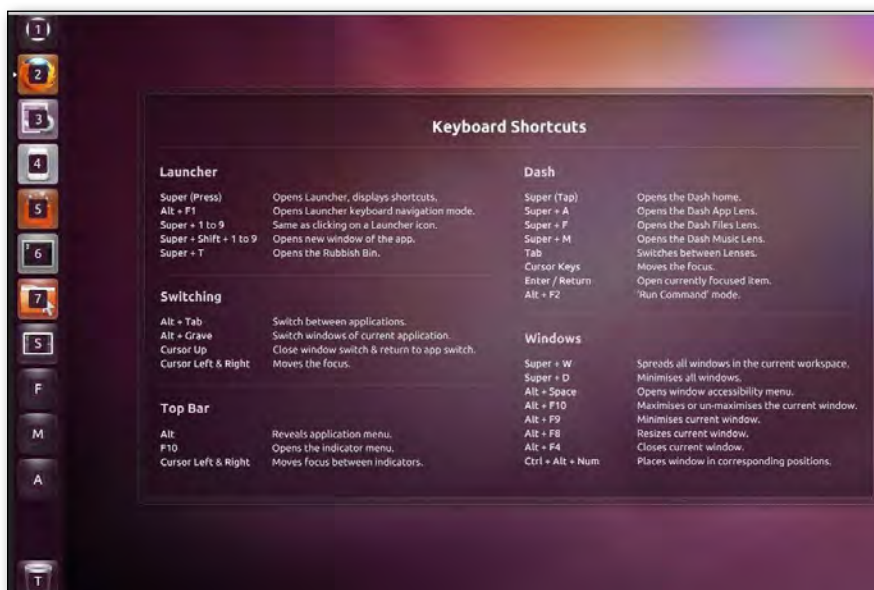 1
2
3
4
5
6
7
S
F
M
A
T
Keyboard Shortcuts
Launcher
Super (Press) Opens Launcher, displays shortcuts.
Alt + F1 Opens Launcher keyboard navigation mode.
Super + 1 to 9 Same as clicking on a Launcher icon.
Super + Shift + 1 to 9 Opens new window of the app.
Super + T Opens the Rubbish Bin.
Switching
Alt + Tab Switch between applications.
Alt + Grave Switch windows of current application.
Cursor Up Close window switch & return to app switch.
Cursor Left & Right Moves the focus.
Top Bar
Alt Reveals application menu.
F10 Opens the indicator menu.
Cursor Left & Right Moves focus between indicators.
Dash
Super (Tap) Opens the Dash home.
Super + A Opens the Dash App Lens.
Super + F Opens the Dash Files Lens.
Super + M Opens the Dash Music Lens.
Tab Switches between Lenses.
Cursor Keys Moves the focus.
Enter / Return Open currently focused item.
Alt + F2 'Run Command' mode.
Windows
Super + W Spreads all windows in the current workspace.
Super + D Minimises all windows.
Alt + Space Opens window accessibility menu.
Alt + F10 Maximises or un-maximises the current window.
Alt + F9 Minimises current window.
Alt + F8 Resizes current window.
Alt + F4 Closes current window.
Ctrl + Alt + Num Places window in corresponding positions.